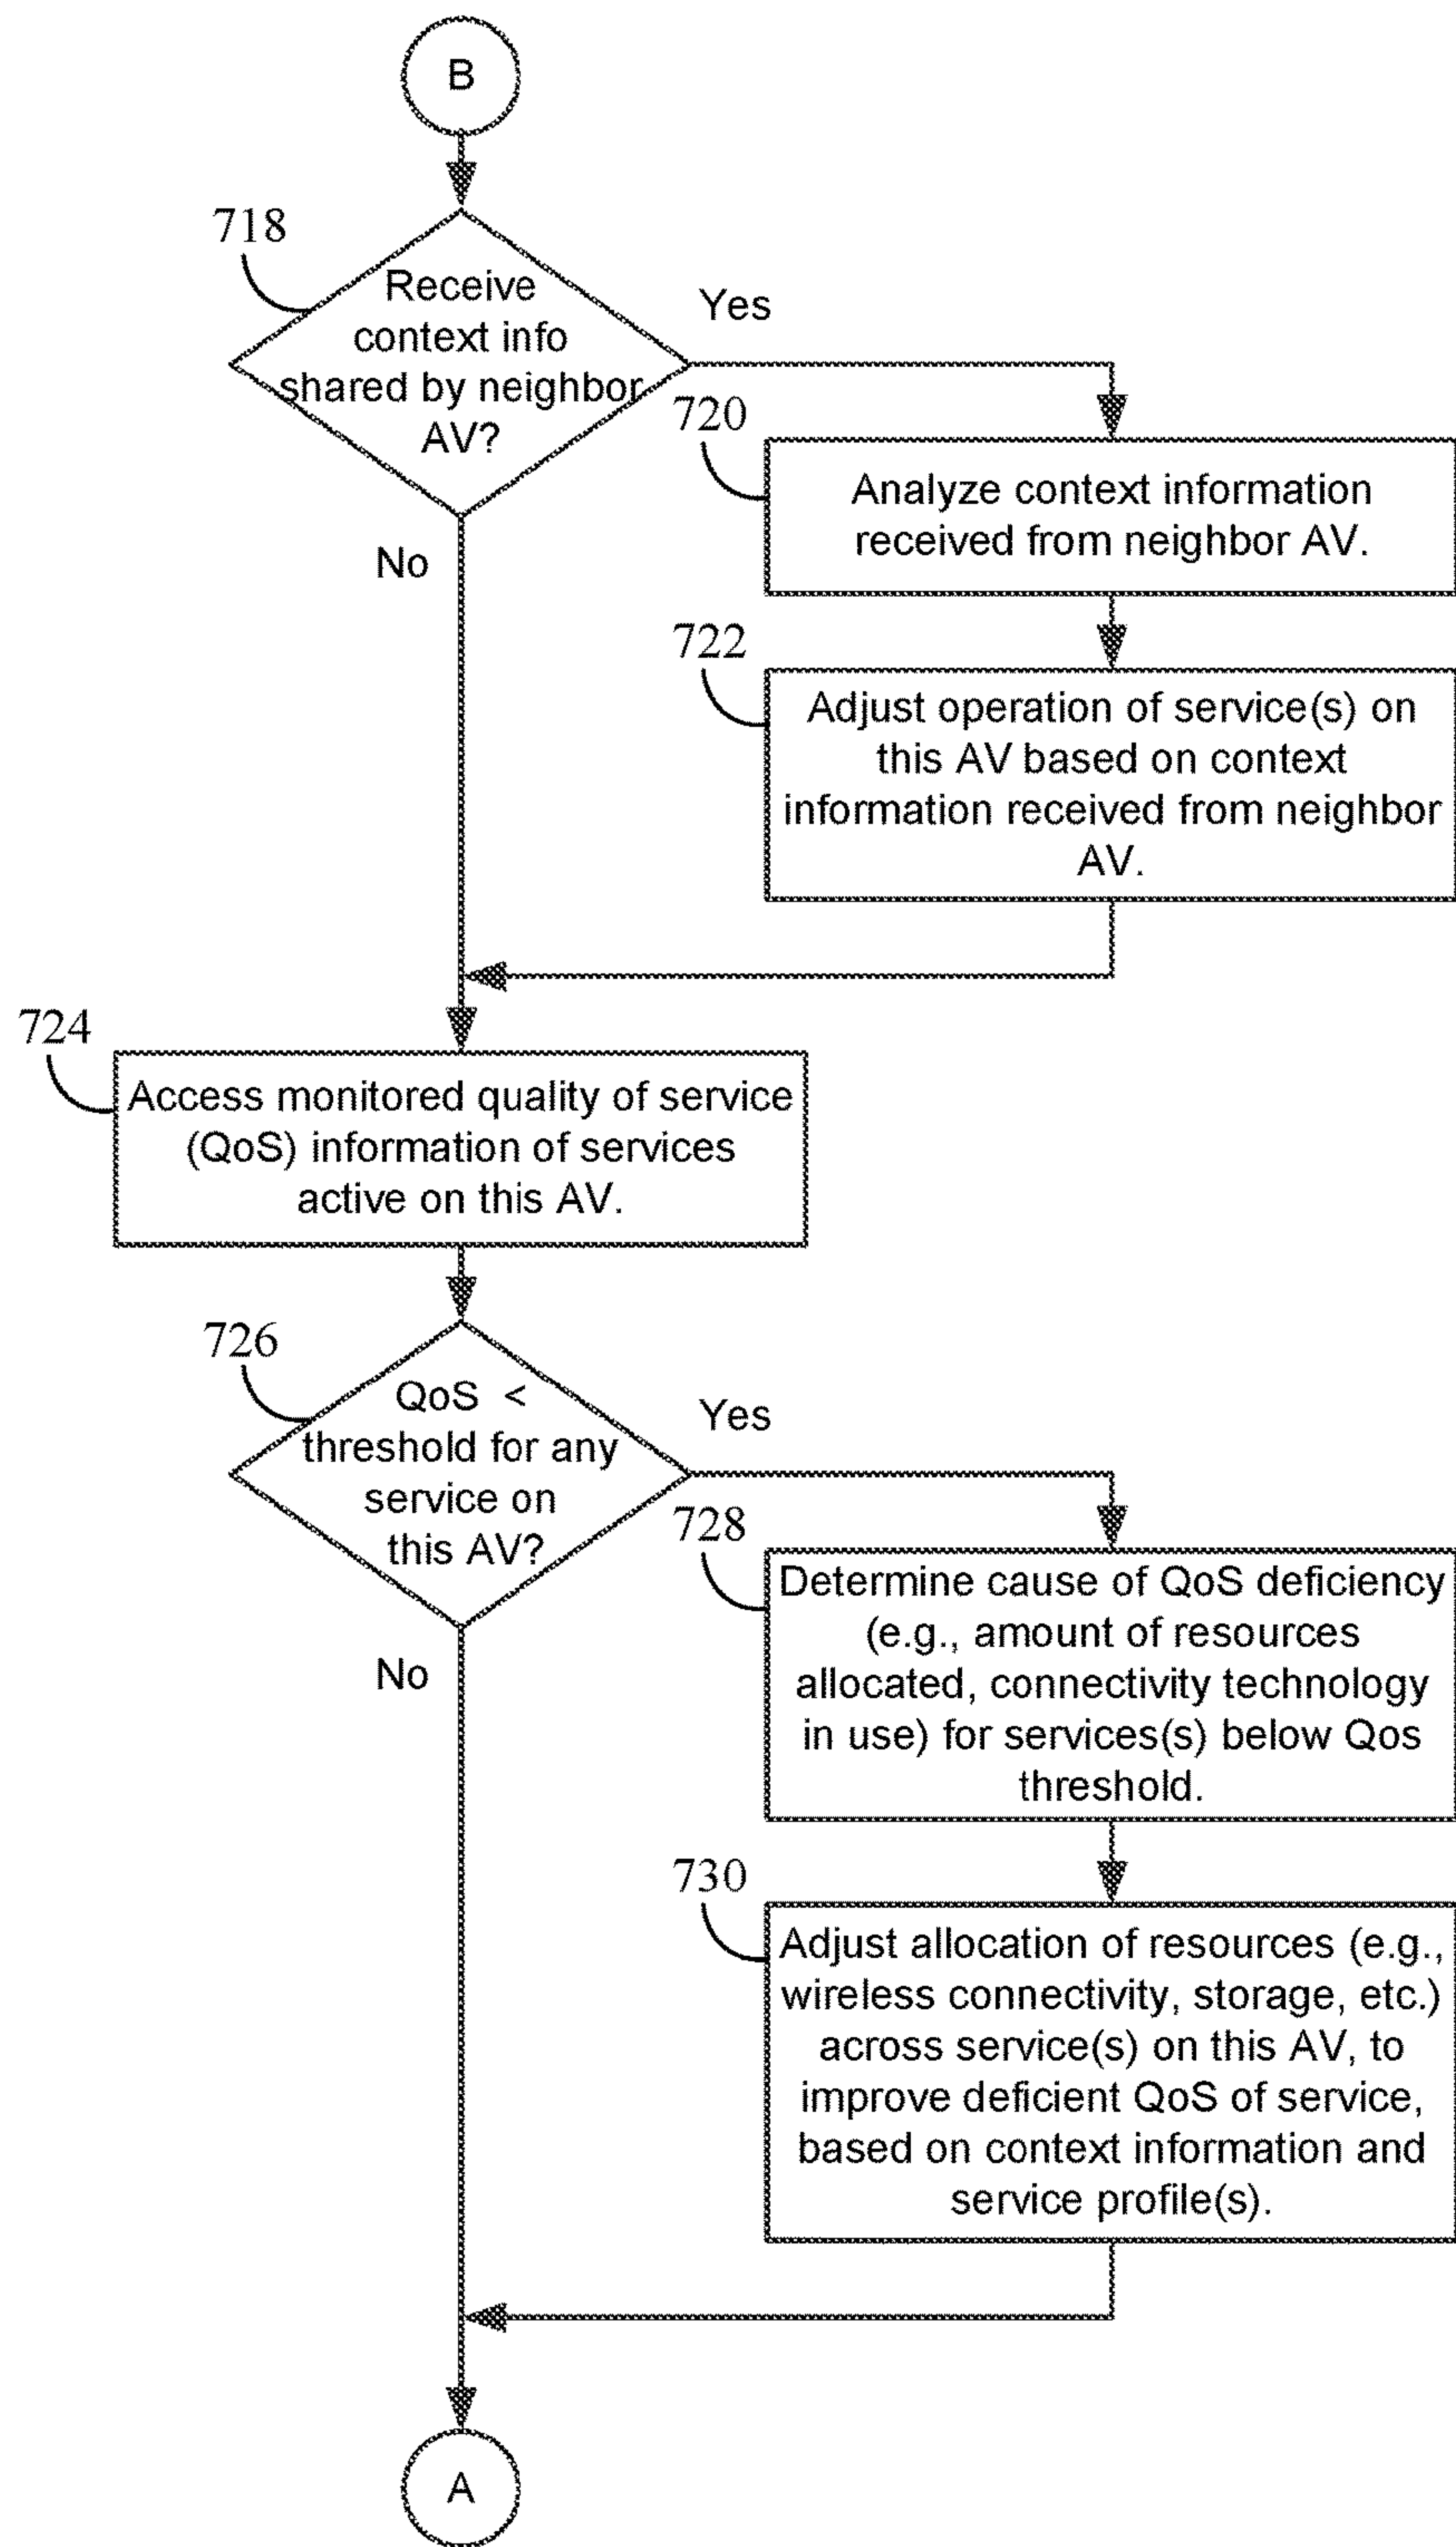 B
718
Receive
context info
shared by neighbor
AV?
Yes
No
720
Analyze context information
received from neighbor AV.
722
Adjust operation of service(s) on
this AV based on context
information received from neighbor
AV.
724
Access monitored quality of service
(QoS) information of services
active on this AV.
726
QoS <
threshold for any
service on
this AV?
Yes
No
728
Determine cause of QoS deficiency
(e.g., amount of resources
allocated, connectivity technology
in use) for services(s) below Qos
threshold.
730
Adjust allocation of resources (e.g.,
wireless connectivity, storage, etc.)
across service(s) on this AV, to
improve deficient QoS of service,
based on context information and
service profile(s).
A